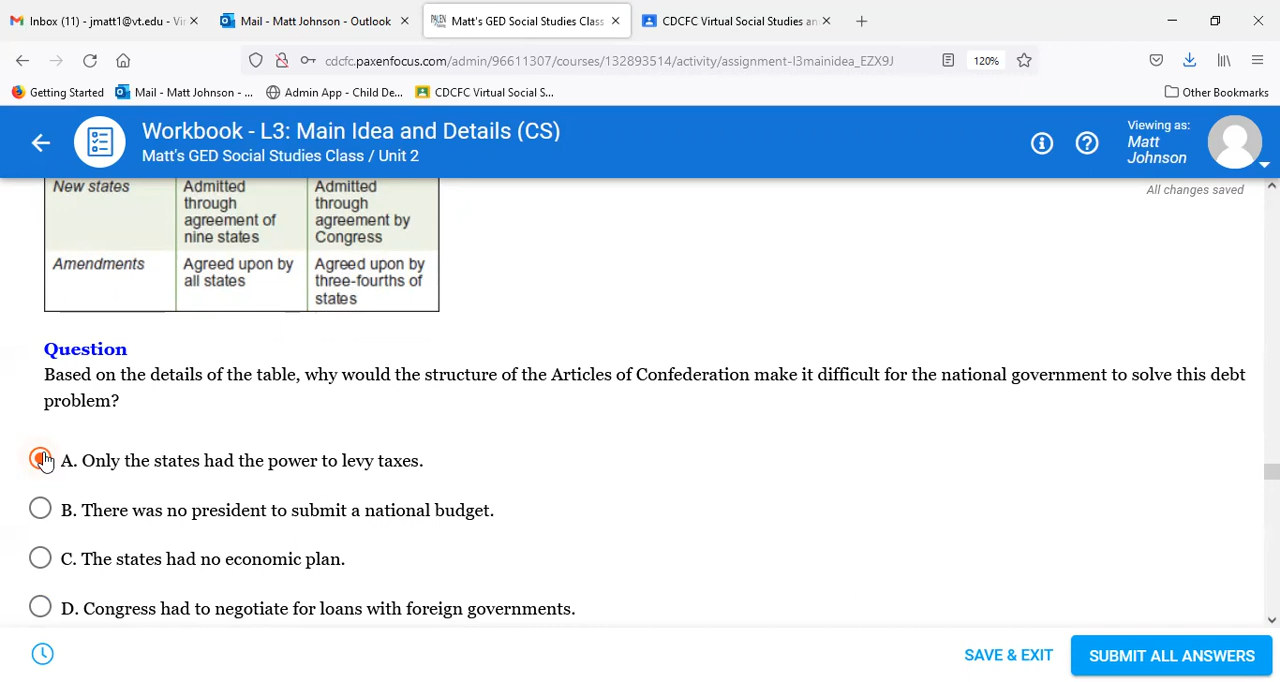 Inbox (11) - jmatt1@vt.edu - Vir
Mail - Matt Johnson - Outlook
PAXEN Matt's GED Social Studies Class
CDCFC Virtual Social Studies an
cdcfc.paxenfocus.com/admin/96611307/courses/132893514/activity/assignment-l3mainidea_EZX9J
120%
Getting Started
Mail - Matt Johnson - ...
Admin App - Child De...
CDCFC Virtual Social S...
Other Bookmarks
Workbook - L3: Main Idea and Details (CS)
Matt's GED Social Studies Class / Unit 2
Viewing as:
Matt
Johnson
All changes saved
New states
Admitted
through
agreement of
nine states
Admitted
through
agreement by
Congress
Amendments
Agreed upon by
all states
Agreed upon by
three-fourths of
states
Question
Based on the details of the table, why would the structure of the Articles of Confederation make it difficult for the national government to solve this debt
problem?
A. Only the states had the power to levy taxes.
B. There was no president to submit a national budget.
C. The states had no economic plan.
D. Congress had to negotiate for loans with foreign governments.
SAVE & EXIT
SUBMIT ALL ANSWERS